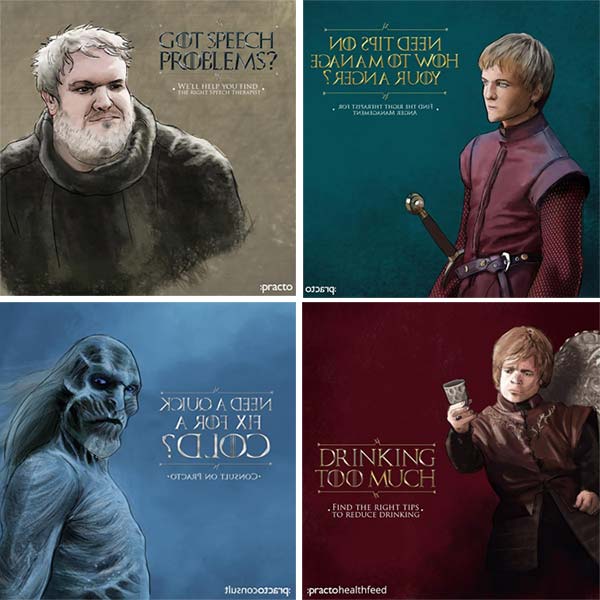 GOT SPEECH
PROBLEMS?
WE'LL HELP YOU FIND
THE RIGHT SPEECH THERAPIST
:practo
NEED TIPS ON
HOW TO MANAGE
YOUR ANGER?
FIND THE RIGHT THERAPIST FOR
ANGER MANAGEMENT
:practo
NEED A QUICK
FIX FOR A
COLD?
• CONSULT ON PRACTO •
:practoconsult
DRINKING
TOO MUCH
FIND THE RIGHT TIPS
TO REDUCE DRINKING
:practohealthfeed